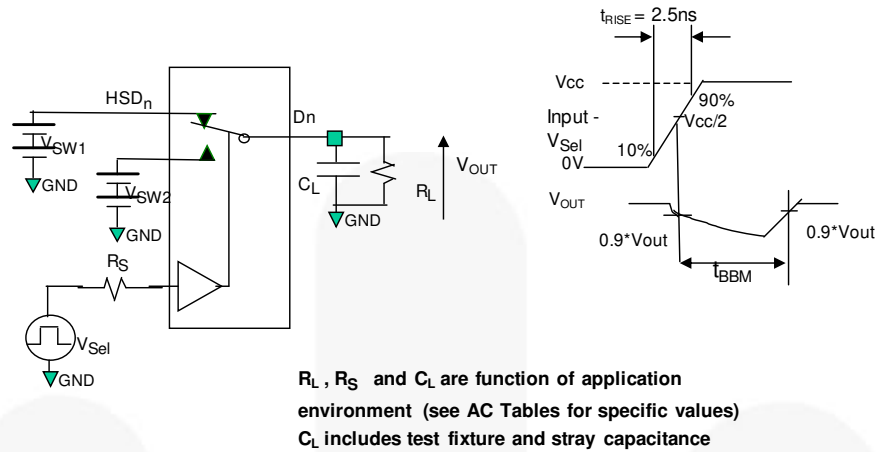 tRISE = 2.5ns
HSDn
Dn
VSW1
GND
VSW2
GND
CL
RL
VOUT
GND
RS
VSel
GND
Vcc
90%
Input -
Vcc/2
VSel
10%
0V
VOUT
0.9*Vout
0.9*Vout
tBBM
RL , RS and CL are function of application
environment (see AC Tables for specific values)
CL includes test fixture and stray capacitance